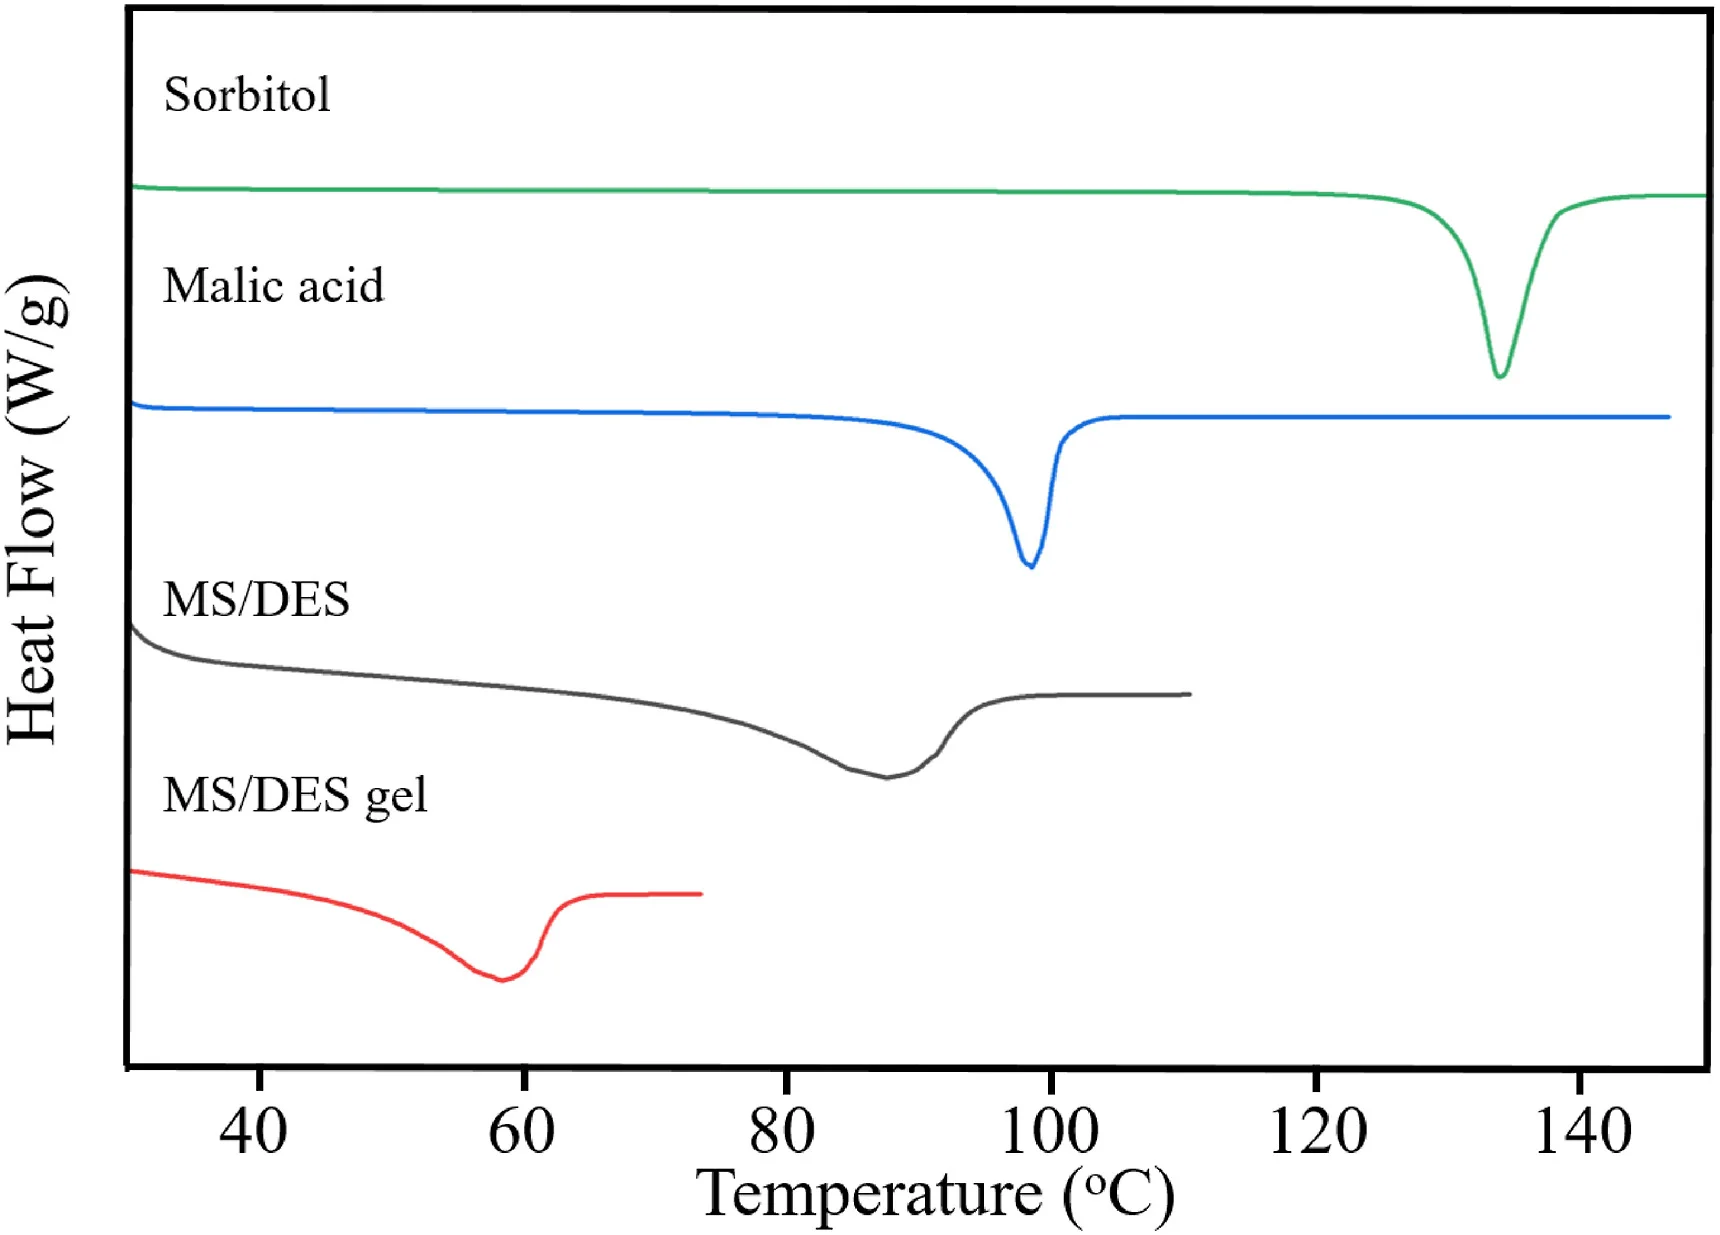 Sorbitol
Malic acid
MS/DES
MS/DES gel
Heat Flow (W/g)
40 60 80 100 120 140
Temperature (°C)